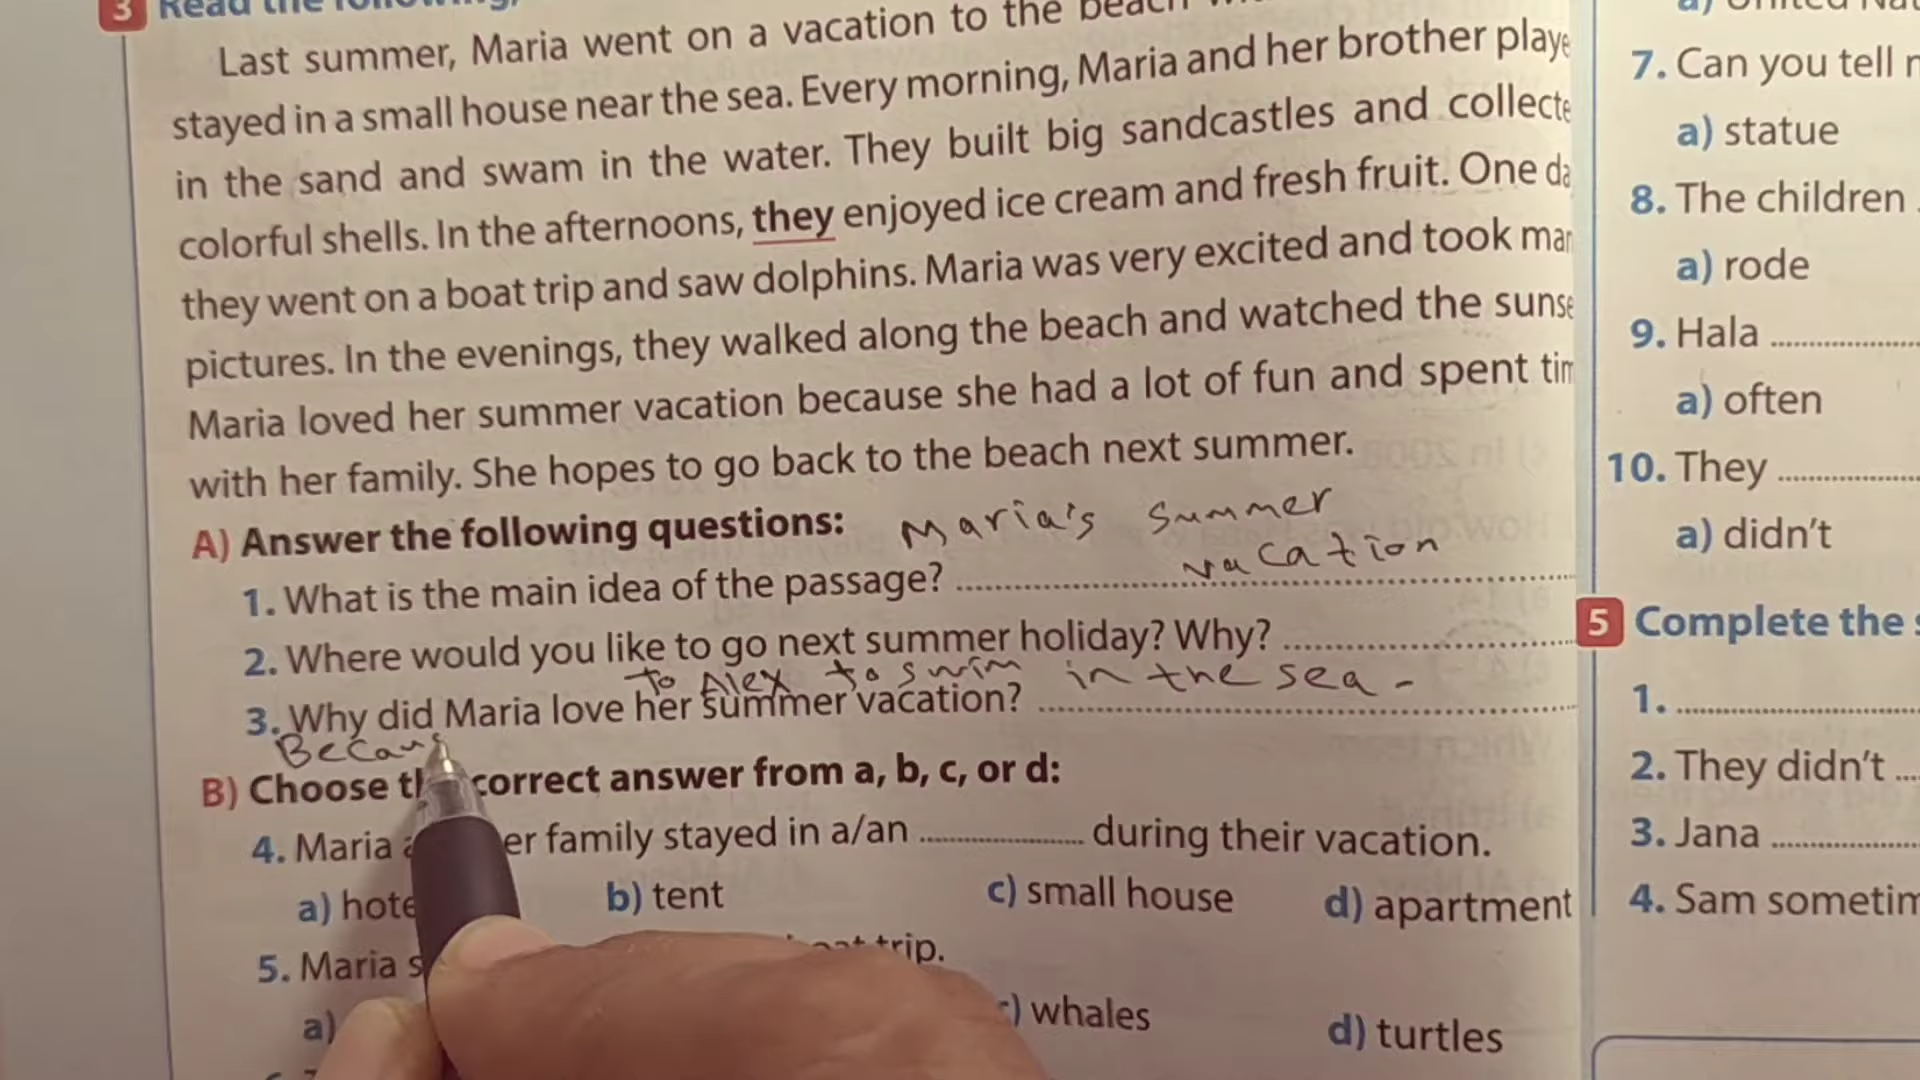 3 Read the following,
Last summer, Maria went on a vacation to the beach
stayed in a small house near the sea. Every morning, Maria and her brother playe
in the sand and swam in the water. They built big sandcastles and collecte
colorful shells. In the afternoons, they enjoyed ice cream and fresh fruit. One da
they went on a boat trip and saw dolphins. Maria was very excited and took man
pictures. In the evenings, they walked along the beach and watched the sunse
Maria loved her summer vacation because she had a lot of fun and spent tim
with her family. She hopes to go back to the beach next summer.
A) Answer the following questions: Maria's summer
vacation
1. What is the main idea of the passage? ....................
2. Where would you like to go next summer holiday? Why? ....................
To Alex to swim in the sea -
3. Why did Maria love her summer vacation? ....................
Becaus
B) Choose th correct answer from a, b, c, or d:
4. Maria a er family stayed in a/an .................... during their vacation.
a) hote b) tent c) small house d) apartment
5. Maria s trip.
a) c) whales d) turtles
7. Can you tell
a) statue
8. The children
a) rode
9. Hala ....................
a) often
10. They ....................
a) didn't
5 Complete the s
1. ....................
2. They didn't ....
3. Jana ....................
4. Sam sometim